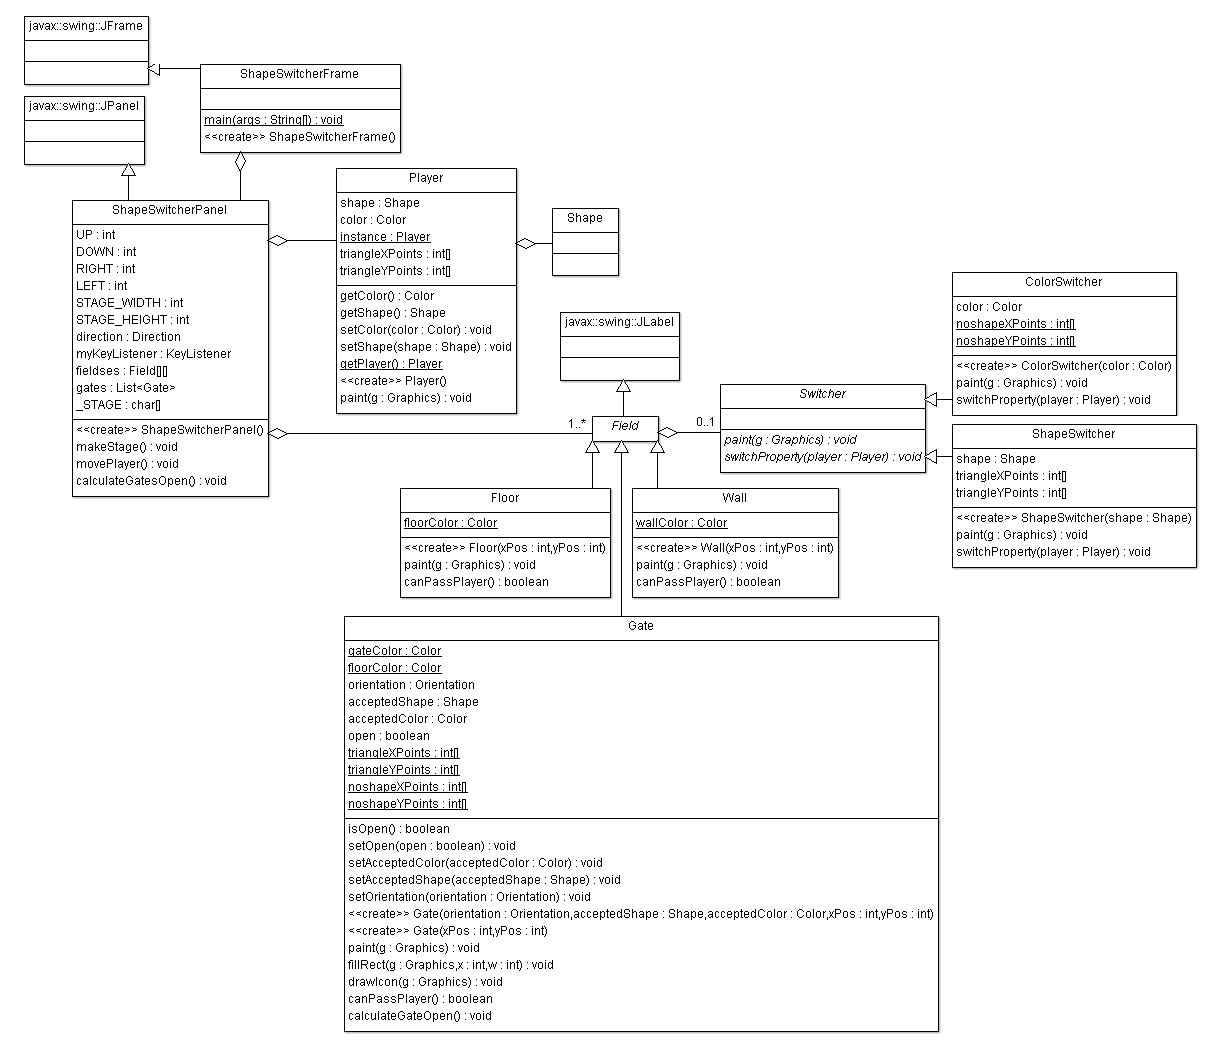 javax::swing::JFrame
ShapeSwitcherFrame
main(args : String[]) : void
<<create>> ShapeSwitcherFrame()
javax::swing::JPanel
ShapeSwitcherPanel
UP : int
DOWN : int
RIGHT : int
LEFT : int
STAGE_WIDTH : int
STAGE_HEIGHT : int
direction : Direction
myKeyListener : KeyListener
fieldses : Field[][]
gates : List<Gate>
_STAGE : char[]
<<create>> ShapeSwitcherPanel()
makeStage() : void
movePlayer() : void
calculateGatesOpen() : void
Player
shape : Shape
color : Color
instance : Player
triangleXPoints : int[]
triangleYPoints : int[]
getColor() : Color
getShape() : Shape
setColor(color : Color) : void
setShape(shape : Shape) : void
getPlayer() : Player
<<create>> Player()
paint(g : Graphics) : void
Shape
javax::swing::JLabel
1..*
Field
0..1
Switcher
paint(g : Graphics) : void
switchProperty(player : Player) : void
ColorSwitcher
color : Color
noshapeXPoints : int[]
noshapeYPoints : int[]
<<create>> ColorSwitcher(color : Color)
paint(g : Graphics) : void
switchProperty(player : Player) : void
ShapeSwitcher
shape : Shape
triangleXPoints : int[]
triangleYPoints : int[]
<<create>> ShapeSwitcher(shape : Shape)
paint(g : Graphics) : void
switchProperty(player : Player) : void
Floor
floorColor : Color
<<create>> Floor(xPos : int,yPos : int)
paint(g : Graphics) : void
canPassPlayer() : boolean
Wall
wallColor : Color
<<create>> Wall(xPos : int,yPos : int)
paint(g : Graphics) : void
canPassPlayer() : boolean
Gate
gateColor : Color
floorColor : Color
orientation : Orientation
acceptedShape : Shape
acceptedColor : Color
open : boolean
triangleXPoints : int[]
triangleYPoints : int[]
noshapeXPoints : int[]
noshapeYPoints : int[]
isOpen() : boolean
setOpen(open : boolean) : void
setAcceptedColor(acceptedColor : Color) : void
setAcceptedShape(acceptedShape : Shape) : void
setOrientation(orientation : Orientation) : void
<<create>> Gate(orientation : Orientation,acceptedShape : Shape,acceptedColor : Color,xPos : int,yPos : int)
<<create>> Gate(xPos : int,yPos : int)
paint(g : Graphics) : void
fillRect(g : Graphics,x : int,w : int) : void
drawIcon(g : Graphics) : void
canPassPlayer() : boolean
calculateGateOpen() : void